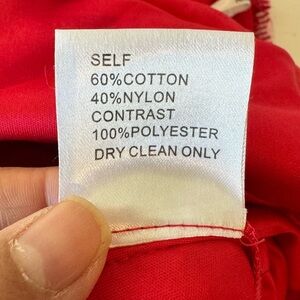 SELF
60%COTTON
40%NYLON
CONTRAST
100%POLYESTER
DRY CLEAN ONLY